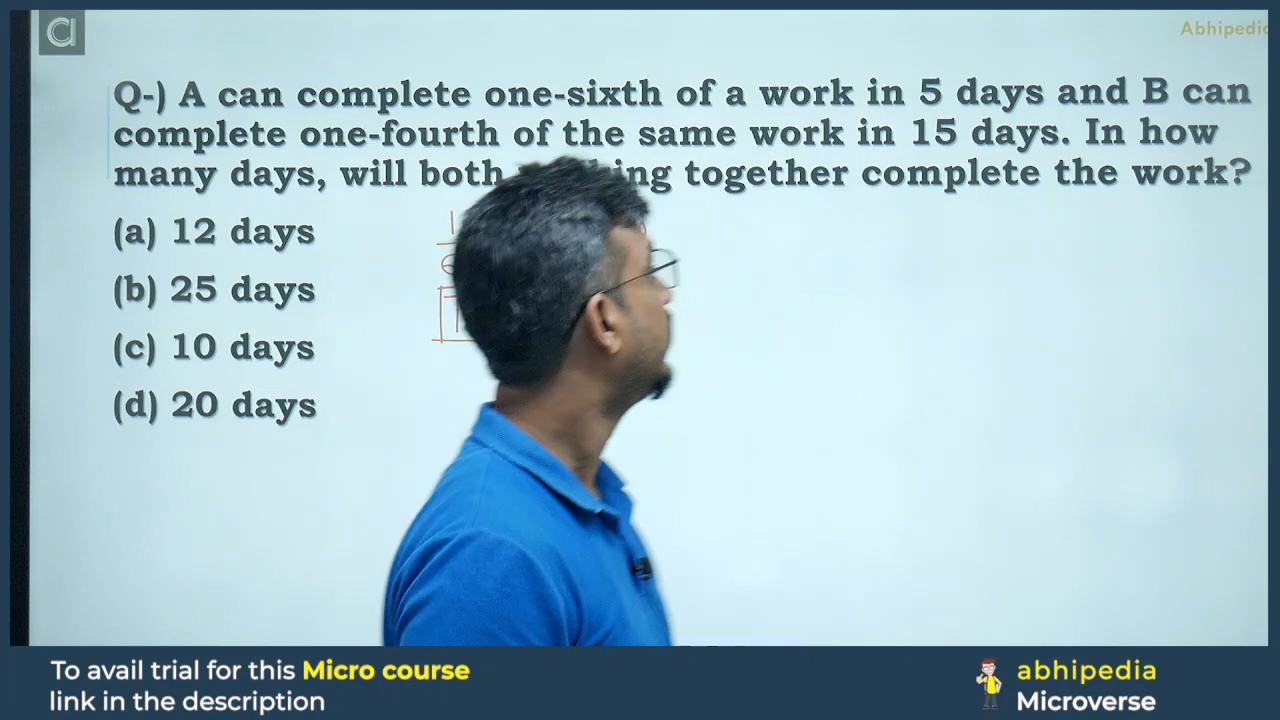 Abhipedia
Q-) A can complete one-sixth of a work in 5 days and B can
complete one-fourth of the same work in 15 days. In how
many days, will both together complete the work?
(a) 12 days
(b) 25 days
(c) 10 days
(d) 20 days
To avail trial for this Micro course
link in the description
abhipedia
Microverse